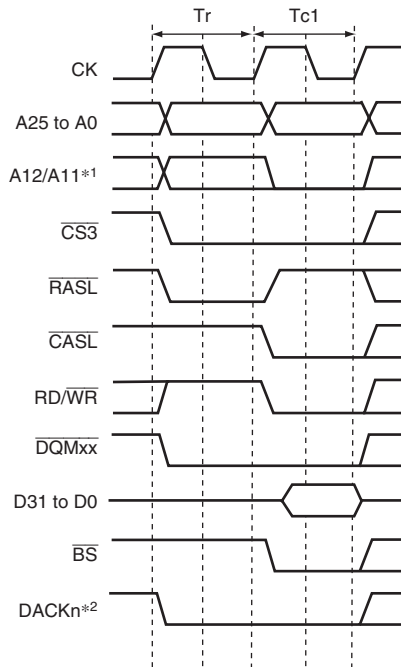 Tr Tc1
CK
A25 to A0
A12/A11*1
CS3
RASL
CASL
RD/WR
DQMxx
D31 to D0
BS
DACKn*2